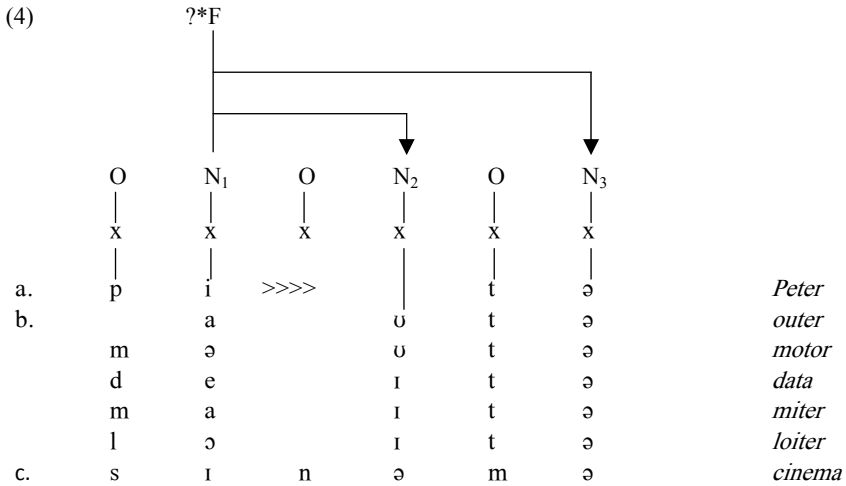 (4) ?*F
O N₁ O N₂ O N₃
x x x x x x
a. p i >>>> t ə Peter
b. a ʊ t ə outer
m ə ʊ t ə motor
d e ɪ t ə data
m a ɪ t ə miter
l ɔ ɪ t ə loiter
c. s ɪ n ə m ə cinema